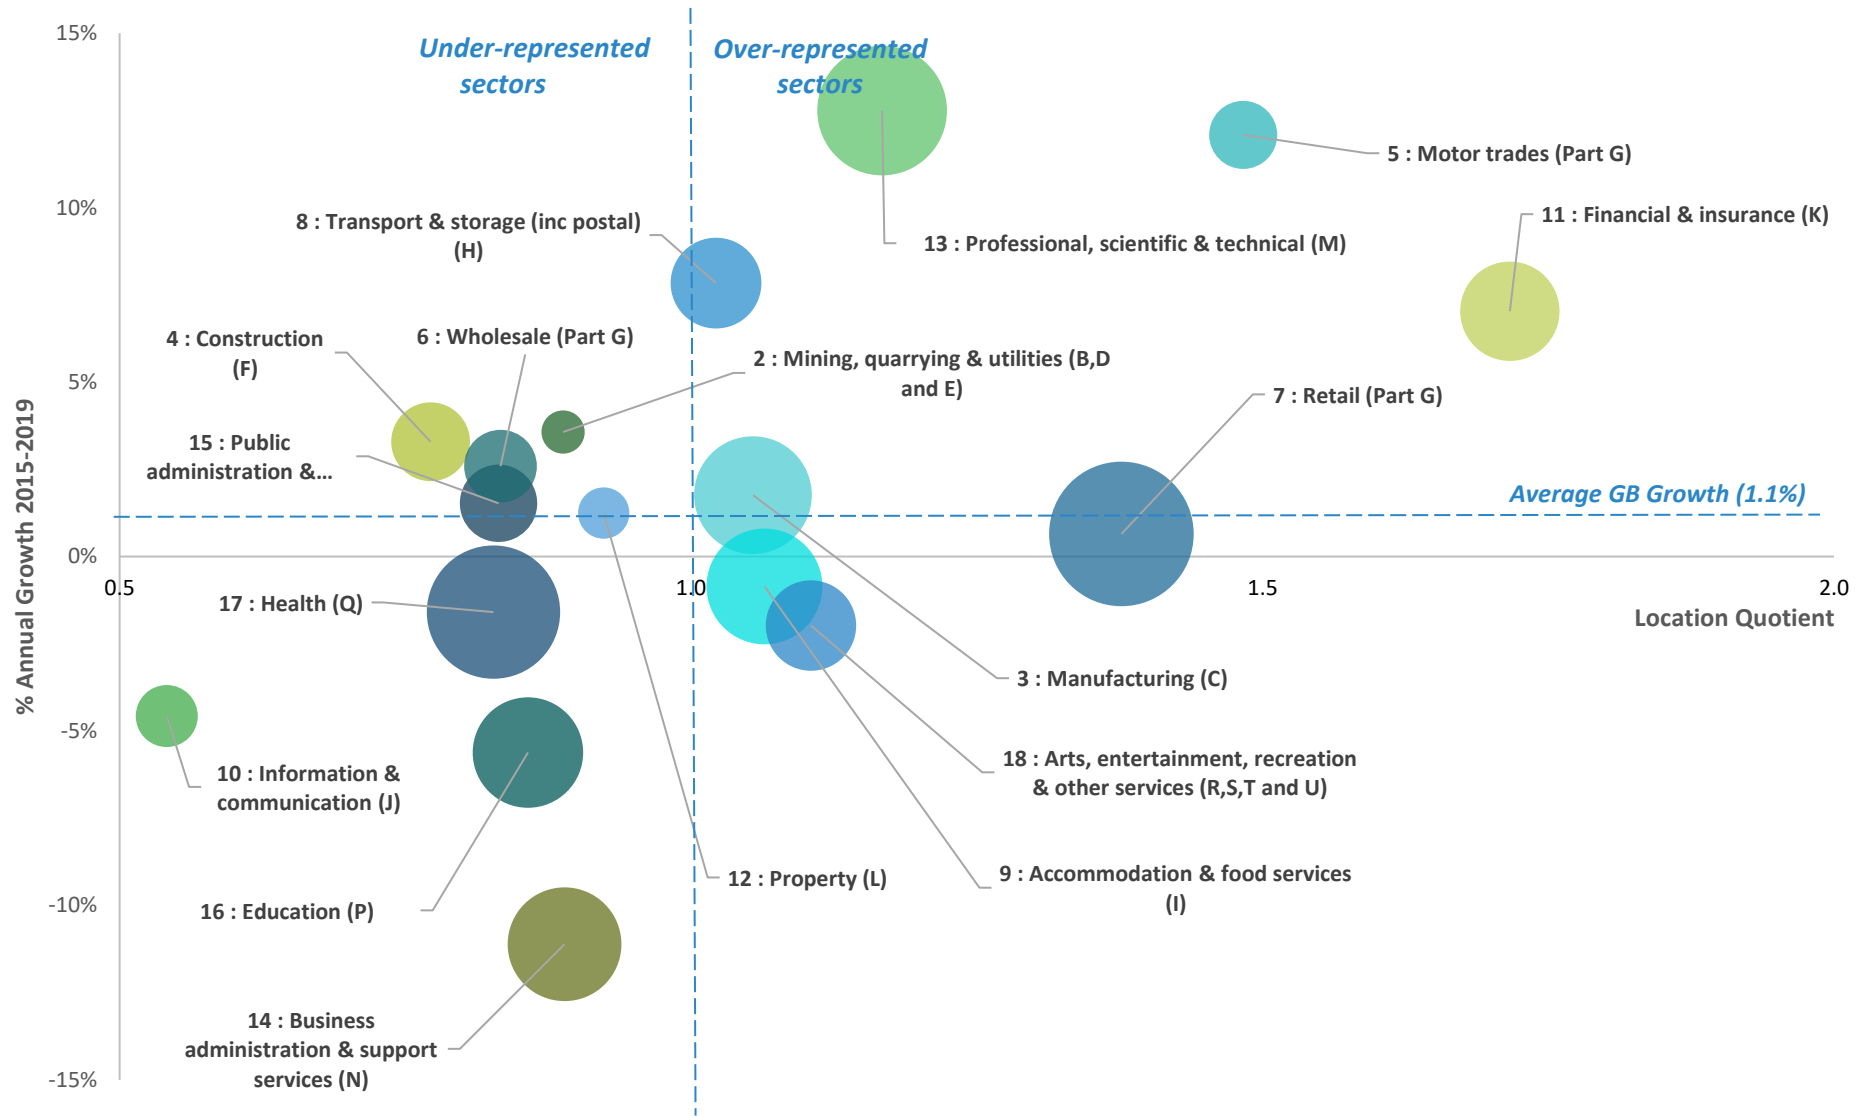 15%
Under-represented
sectors
Over-represented
sectors
5 : Motor trades (Part G)
10%
8 : Transport & storage (inc postal)
(H)
11 : Financial & insurance (K)
13 : Professional, scientific & technical (M)
4 : Construction
(F)
6 : Wholesale (Part G)
2 : Mining, quarrying & utilities (B,D
and E)
5%
7 : Retail (Part G)
15 : Public
administration &...
Average GB Growth (1.1%)
% Annual Growth 2015-2019
0%
0.5
1.0
1.5
2.0
17 : Health (Q)
Location Quotient
3 : Manufacturing (C)
-5%
10 : Information &
communication (J)
18 : Arts, entertainment, recreation
& other services (R,S,T and U)
12 : Property (L)
9 : Accommodation & food services
(I)
-10%
16 : Education (P)
14 : Business
administration & support
services (N)
-15%